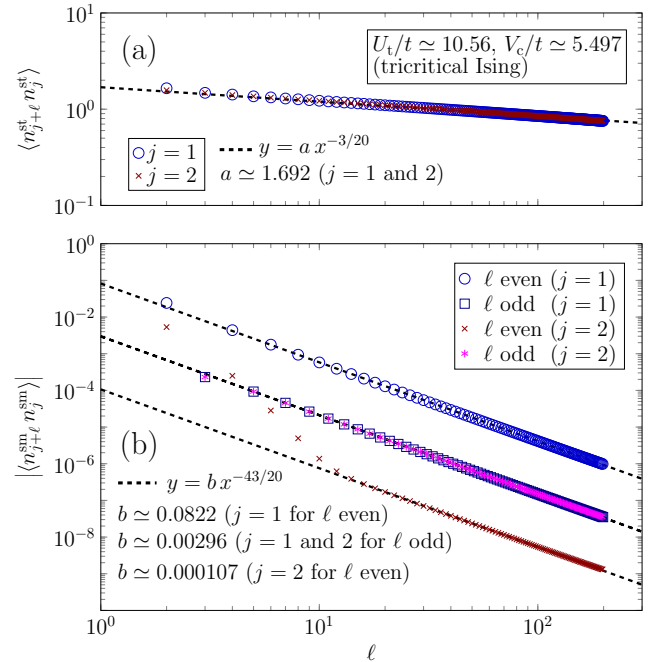 10^1
(a)
U_t/t ≃ 10.56, V_c/t ≃ 5.497
(tricritical Ising)
10^0
⟨n^st_{j+ℓ} n^st_j⟩
j = 1
j = 2
y = a x^{−3/20}
a ≃ 1.692 (j = 1 and 2)
10^{−1}
10^0
ℓ even (j = 1)
ℓ odd (j = 1)
ℓ even (j = 2)
ℓ odd (j = 2)
10^{−2}
10^{−4}
|⟨n^sm_{j+ℓ} n^sm_j⟩|
(b)
10^{−6}
y = b x^{−43/20}
b ≃ 0.0822 (j = 1 for ℓ even)
b ≃ 0.00296 (j = 1 and 2 for ℓ odd)
10^{−8}
b ≃ 0.000107 (j = 2 for ℓ even)
10^0 10^1 10^2
ℓ